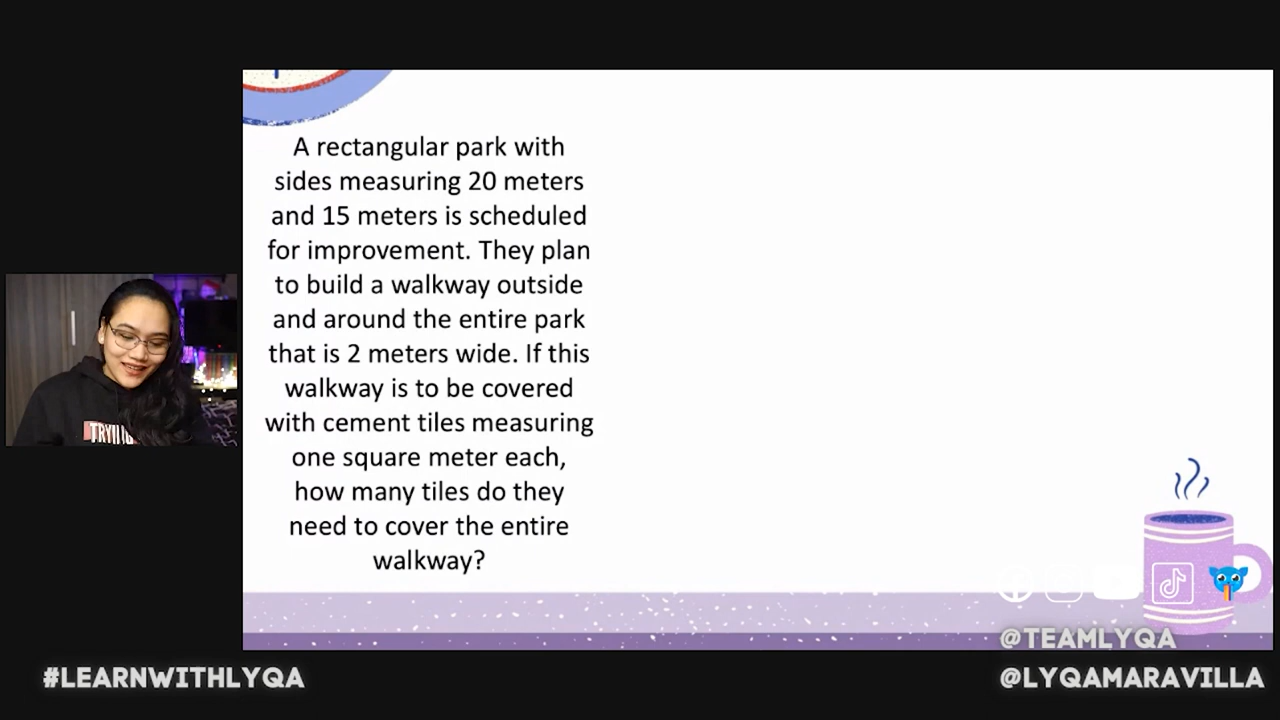 A rectangular park with
sides measuring 20 meters
and 15 meters is scheduled
for improvement. They plan
to build a walkway outside
and around the entire park
that is 2 meters wide. If this
walkway is to be covered
with cement tiles measuring
one square meter each,
how many tiles do they
need to cover the entire
walkway?
@TEAMLYQA
#LEARNWITHLYQA
@LYQAMARAVILLA